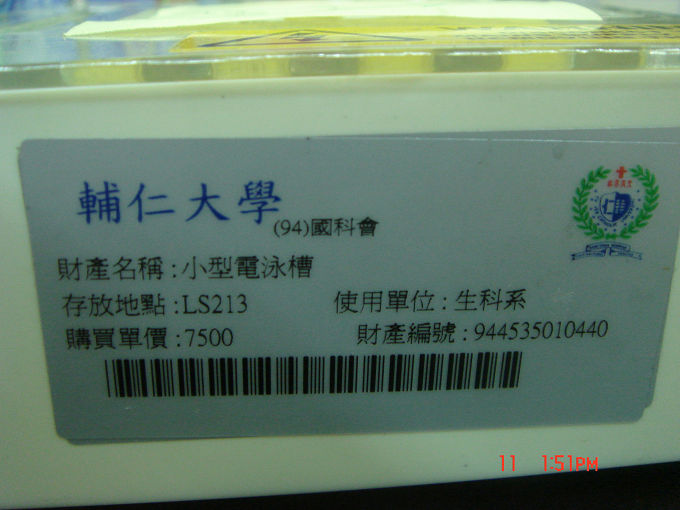 輔仁大學
(94)國科會
財產名稱:小型電泳槽
存放地點:LS213 使用單位:生科系
購買單價:7500 財產編號:944535010440
11 1:51PM